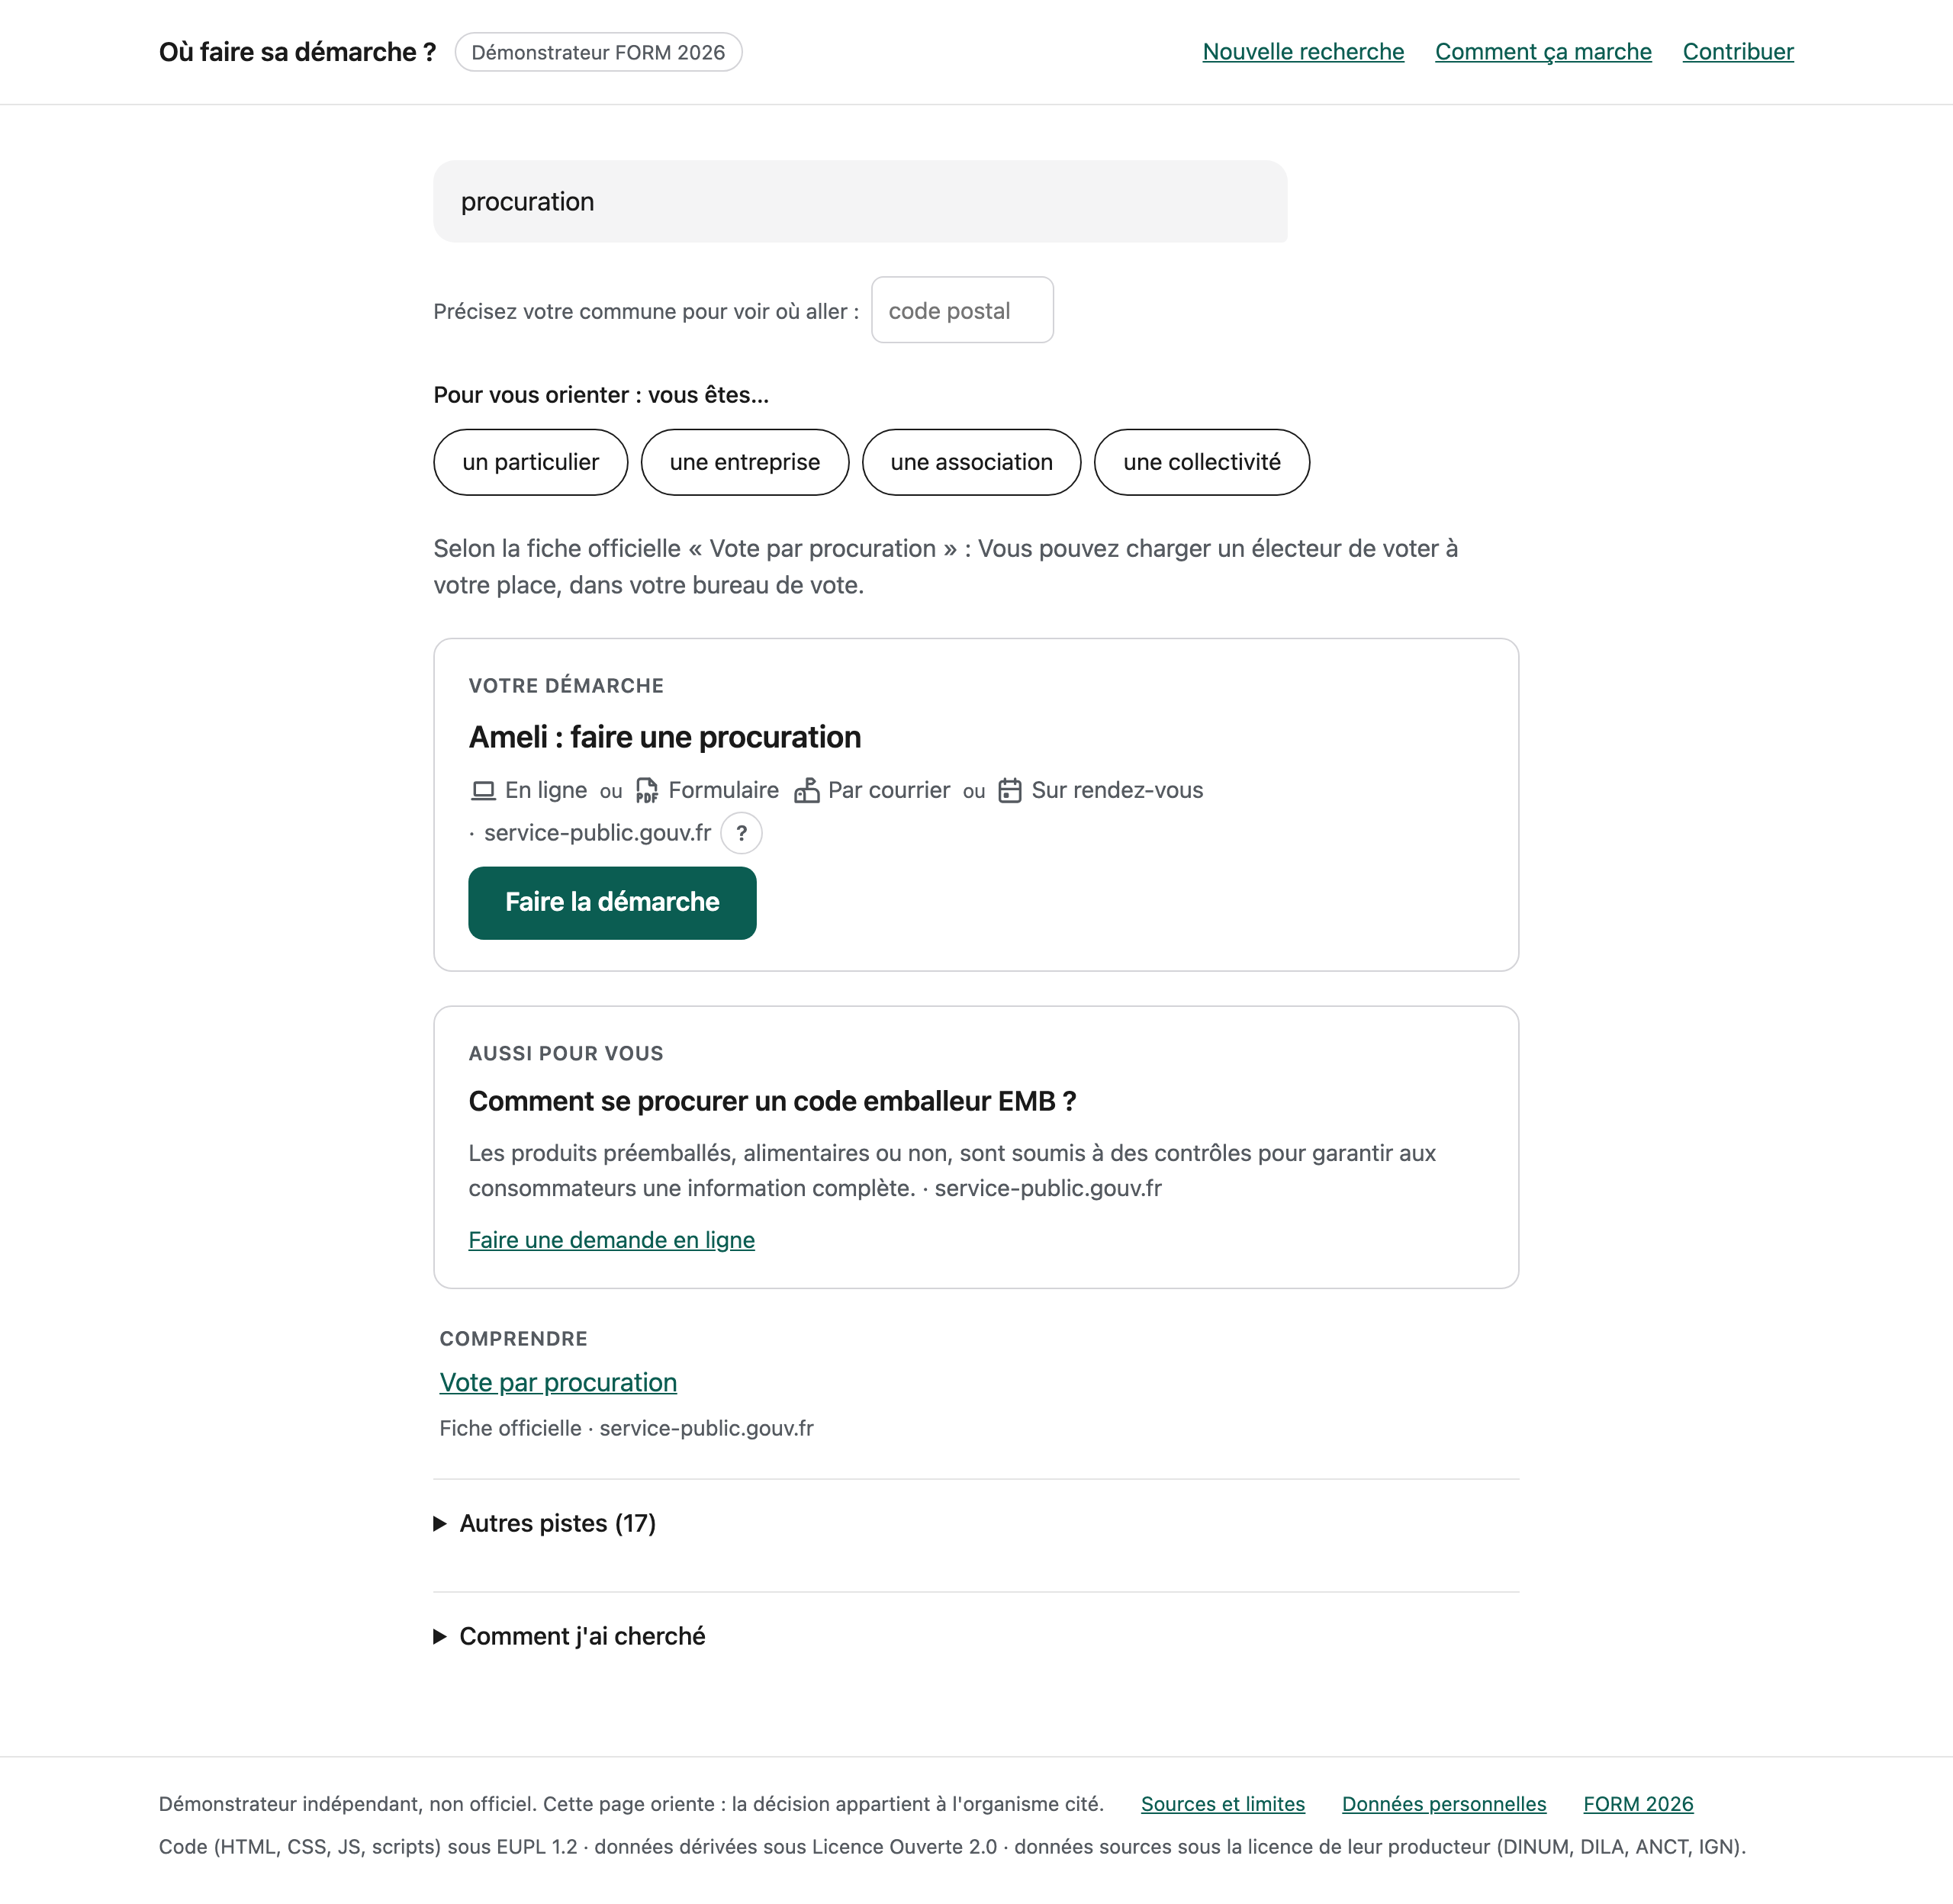 Où faire sa démarche ? Démonstrateur FORM 2026 Nouvelle recherche Comment ça marche Contribuer
procuration
Précisez votre commune pour voir où aller : code postal
Pour vous orienter : vous êtes...
un particulier une entreprise une association une collectivité
Selon la fiche officielle « Vote par procuration » : Vous pouvez charger un électeur de voter à
votre place, dans votre bureau de vote.
VOTRE DÉMARCHE
Ameli : faire une procuration
En ligne ou PDF Formulaire Par courrier ou Sur rendez-vous
· service-public.gouv.fr ?
Faire la démarche
AUSSI POUR VOUS
Comment se procurer un code emballeur EMB ?
Les produits préemballés, alimentaires ou non, sont soumis à des contrôles pour garantir aux
consommateurs une information complète. · service-public.gouv.fr
Faire une demande en ligne
COMPRENDRE
Vote par procuration
Fiche officielle · service-public.gouv.fr
Autres pistes (17)
Comment j'ai cherché
Démonstrateur indépendant, non officiel. Cette page oriente : la décision appartient à l'organisme cité. Sources et limites Données personnelles FORM 2026
Code (HTML, CSS, JS, scripts) sous EUPL 1.2 · données dérivées sous Licence Ouverte 2.0 · données sources sous la licence de leur producteur (DINUM, DILA, ANCT, IGN).